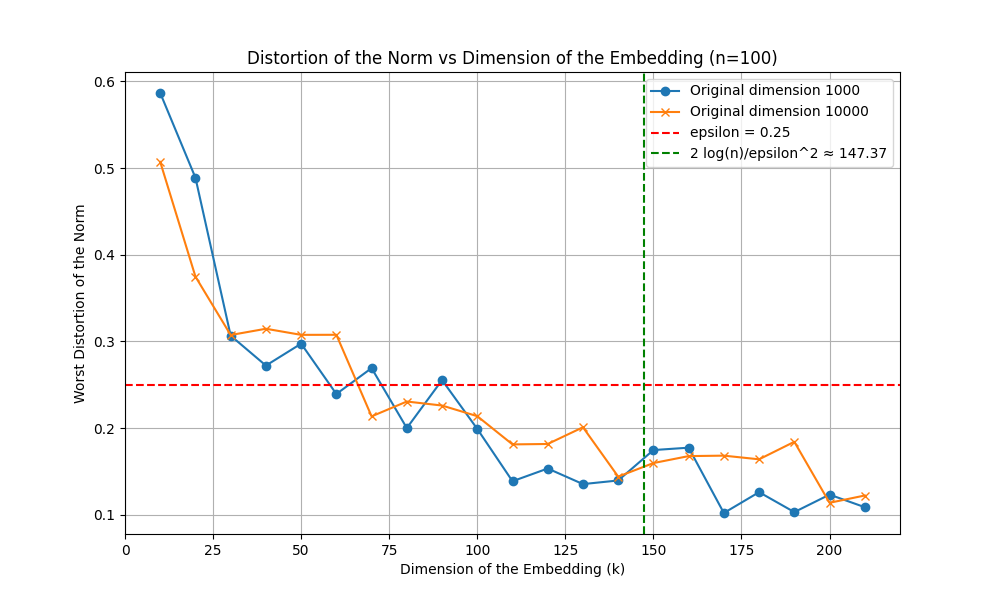 Distortion of the Norm vs Dimension of the Embedding (n=100)
Worst Distortion of the Norm
0.6
0.5
0.4
0.3
0.2
0.1
Original dimension 1000
Original dimension 10000
epsilon = 0.25
2 log(n)/epsilon^2 ≈ 147.37
0 25 50 75 100 125 150 175 200
Dimension of the Embedding (k)